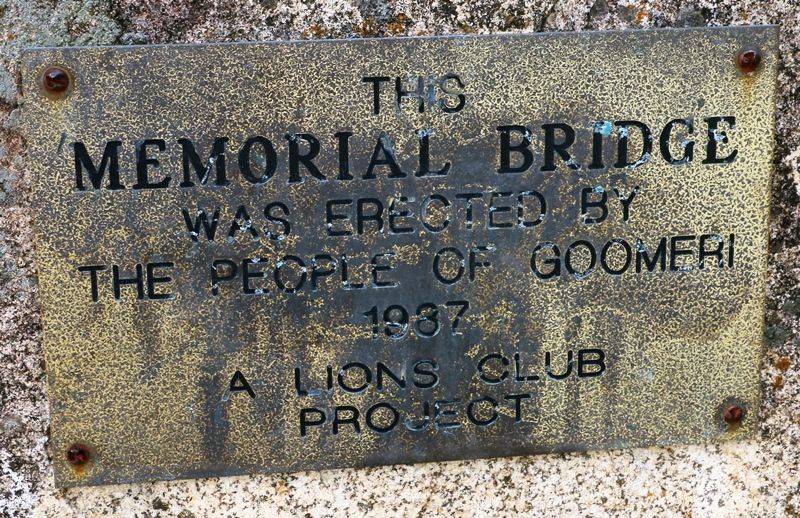 THIS
MEMORIAL BRIDGE
WAS ERECTED BY
THE PEOPLE OF GOOMERI
1987
A LIONS CLUB
PROJECT